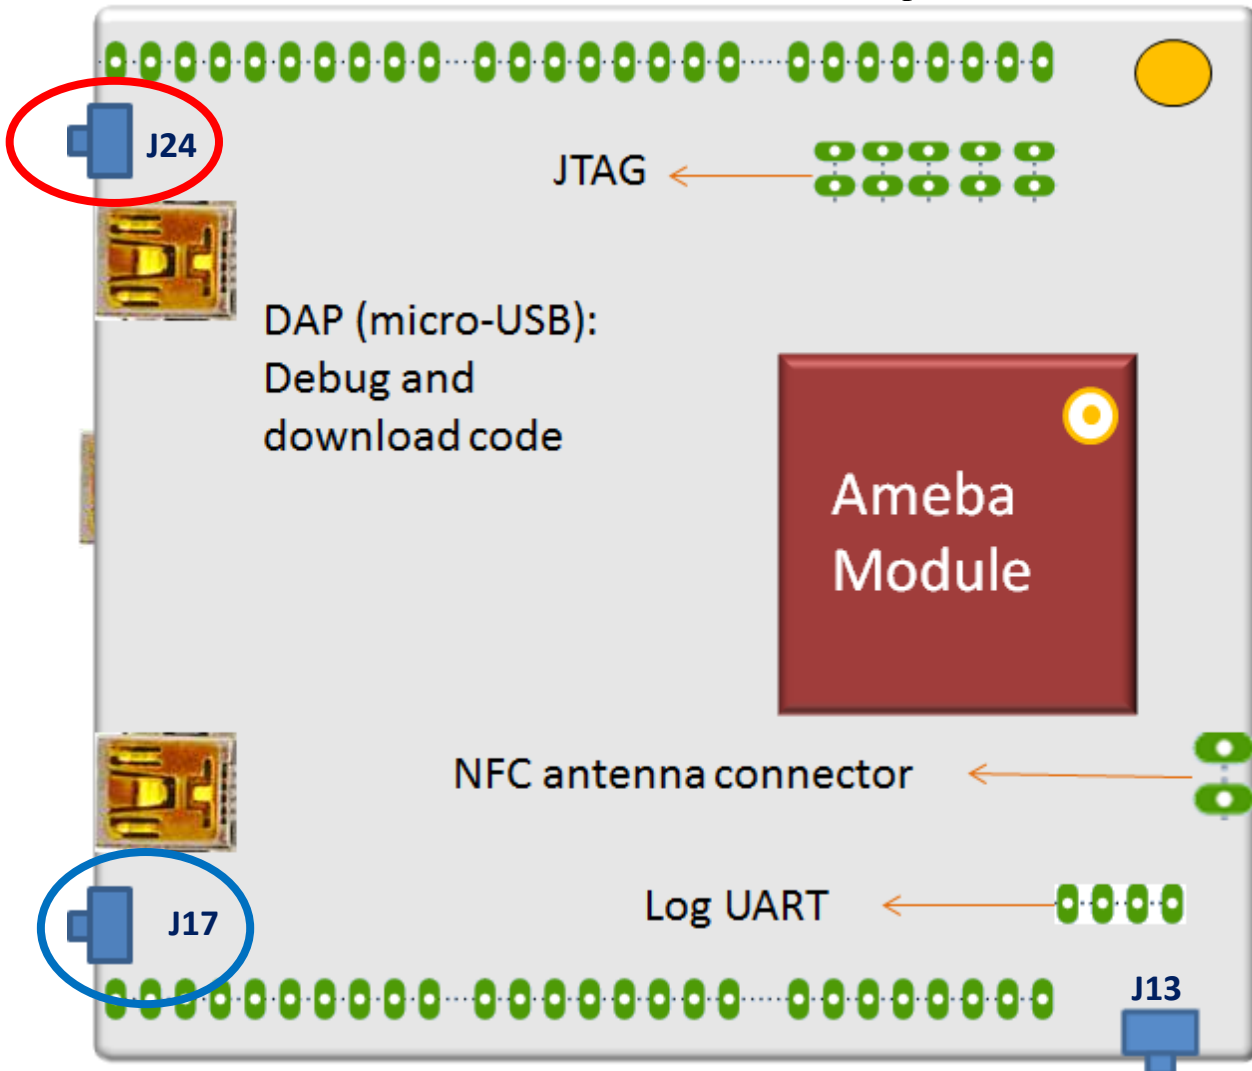 J24
JTAG
DAP (micro-USB):
Debug and
download code
Ameba
Module
NFC antenna connector
Log UART
J17
J13